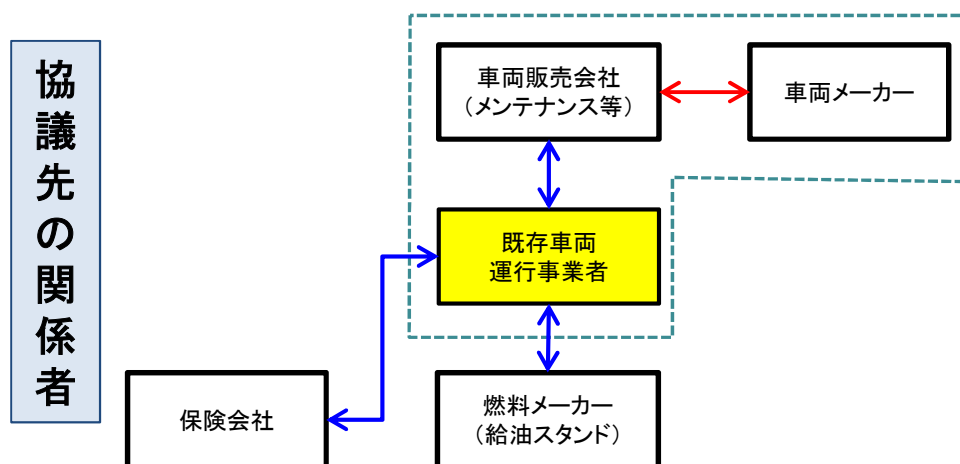 協議先の関係者
車両販売会社
（メンテナンス等）
車両メーカー
既存車両
運行事業者
保険会社
燃料メーカー
（給油スタンド）